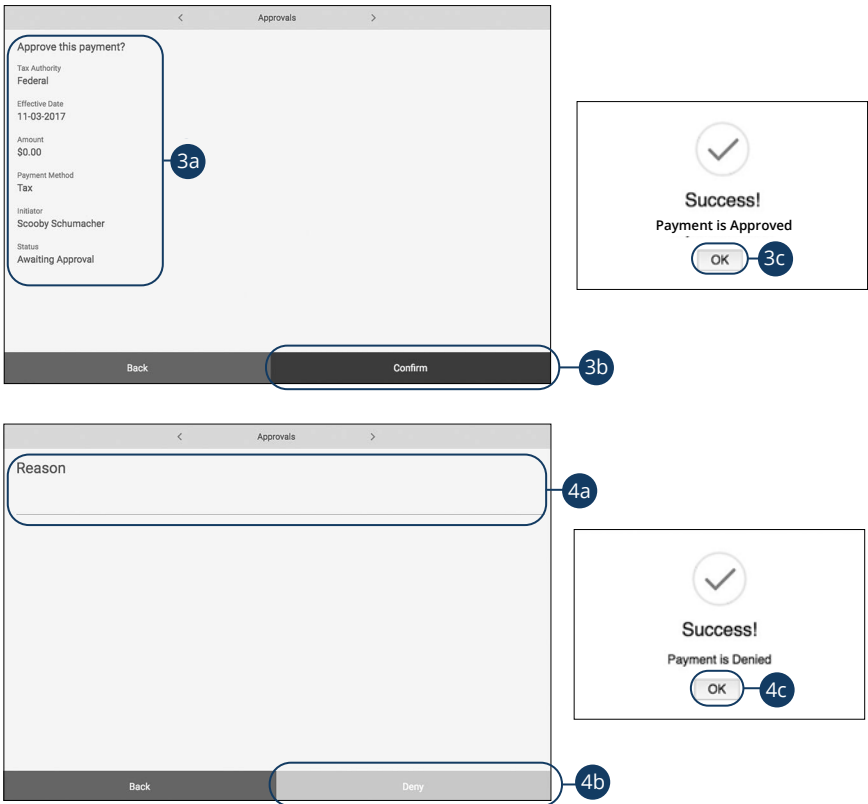 < Approvals >
Approve this payment?
Tax Authority
Federal
Effective Date
11-03-2017
Amount
$0.00
Payment Method
Tax
Initiator
Scooby Schumacher
Status
Awaiting Approval
3a
Back Confirm
3b
Success!
Payment is Approved
OK
3c
< Approvals >
Reason
4a
Back Deny
4b
Success!
Payment is Denied
OK
4c